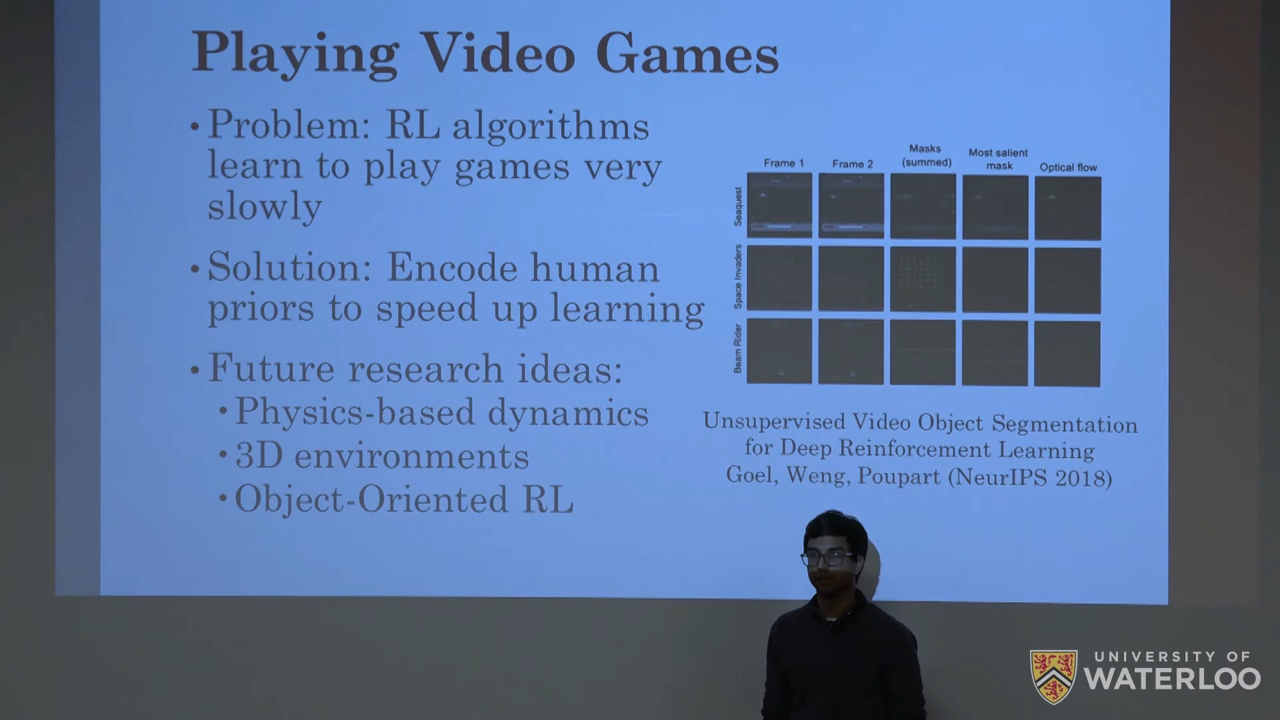 Playing Video Games
• Problem: RL algorithms
learn to play games very
slowly
• Solution: Encode human
priors to speed up learning
• Future research ideas:
• Physics-based dynamics
• 3D environments
• Object-Oriented RL
Frame 1
Frame 2
Masks
(summed)
Most salient
mask
Optical flow
Seaquest
Space Invaders
Beam Rider
Unsupervised Video Object Segmentation
for Deep Reinforcement Learning
Goel, Weng, Poupart (NeurIPS 2018)
UNIVERSITY OF
WATERLOO